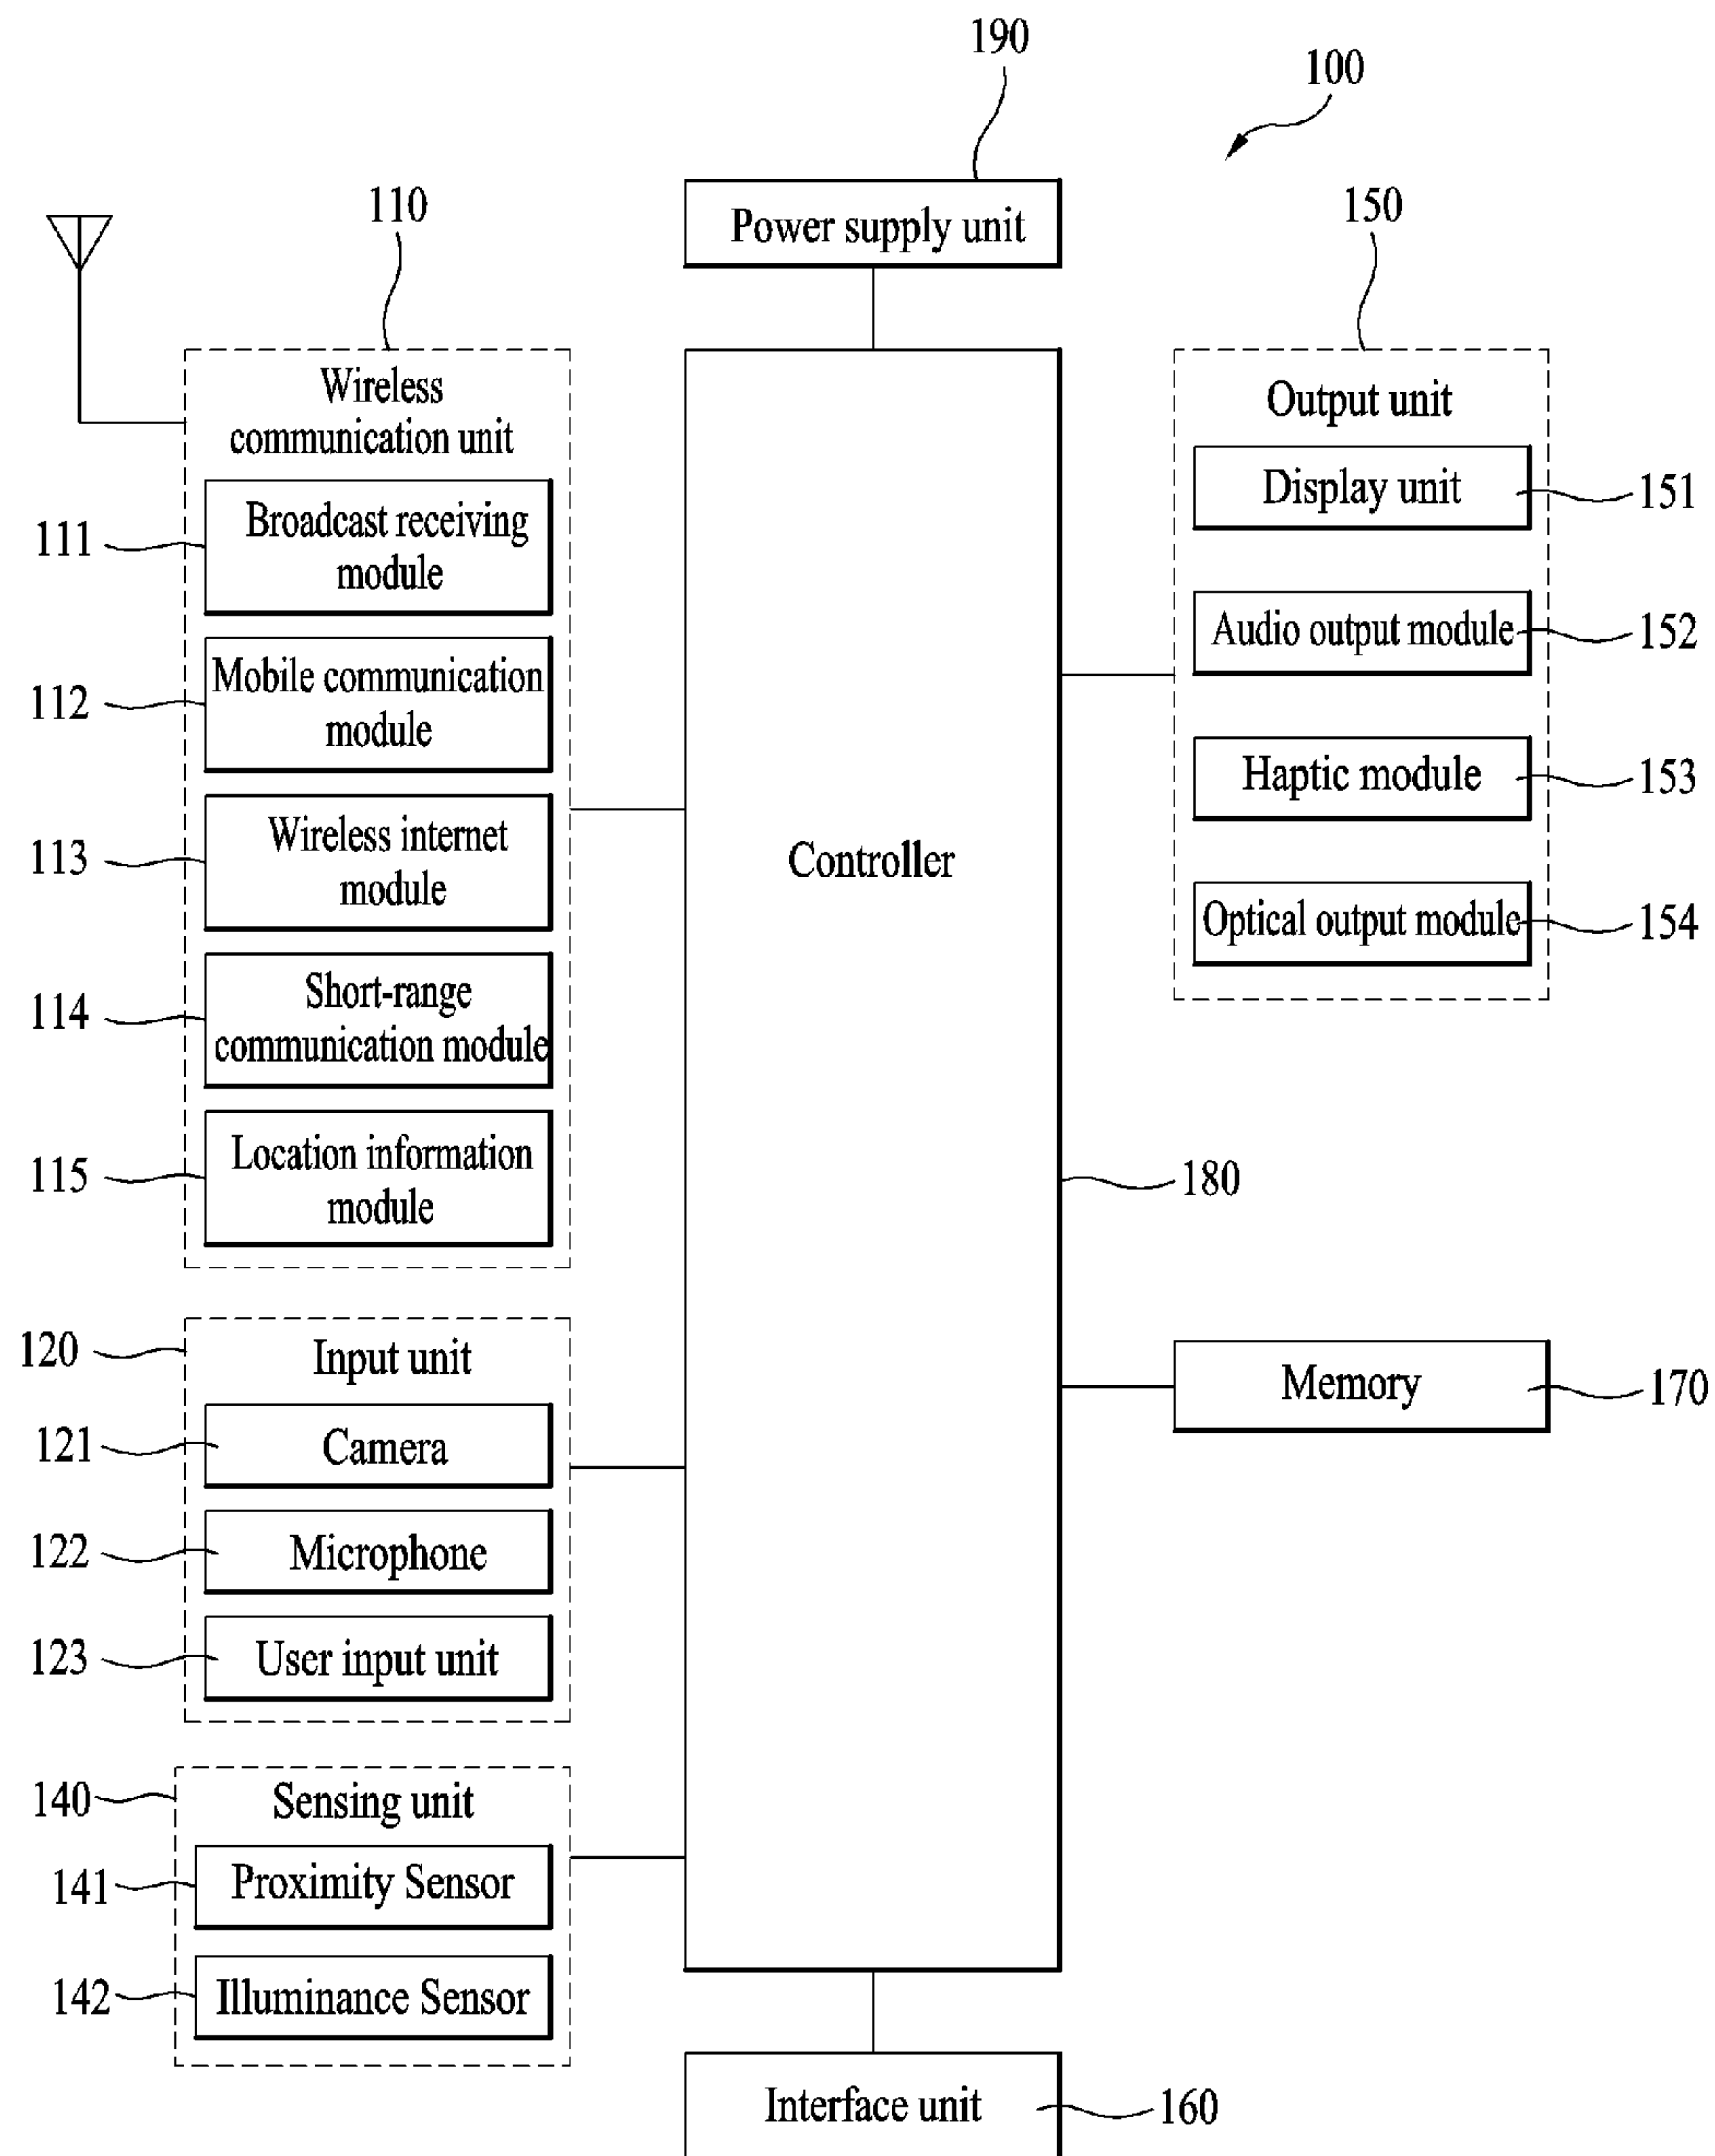 190
100
Power supply unit
110
150
Wireless
communication unit
111
Broadcast receiving
module
112
Mobile communication
module
113
Wireless internet
module
114
Short-range
communication module
115
Location information
module
120
Input unit
121
Camera
122
Microphone
123
User input unit
140
Sensing unit
141
Proximity Sensor
142
Illuminance Sensor
Controller
180
Output unit
Display unit
151
Audio output module
152
Haptic module
153
Optical output module
154
Memory
170
Interface unit
160